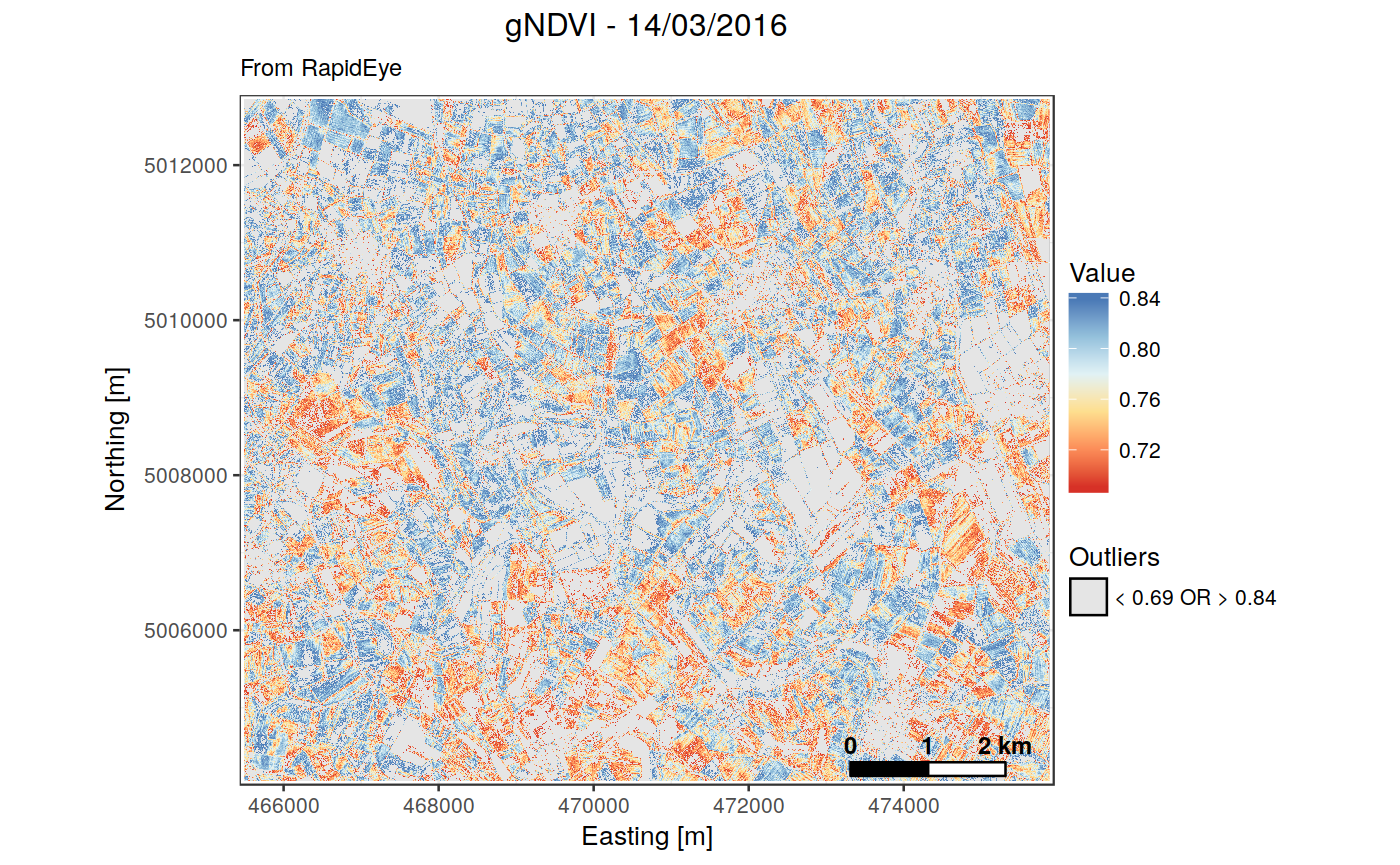 gNDVI - 14/03/2016
From RapidEye
5012000
5010000
5008000
5006000
Northing [m]
466000 468000 470000 472000 474000
Easting [m]
0 1 2 km
Value
0.84
0.80
0.76
0.72
Outliers
< 0.69 OR > 0.84